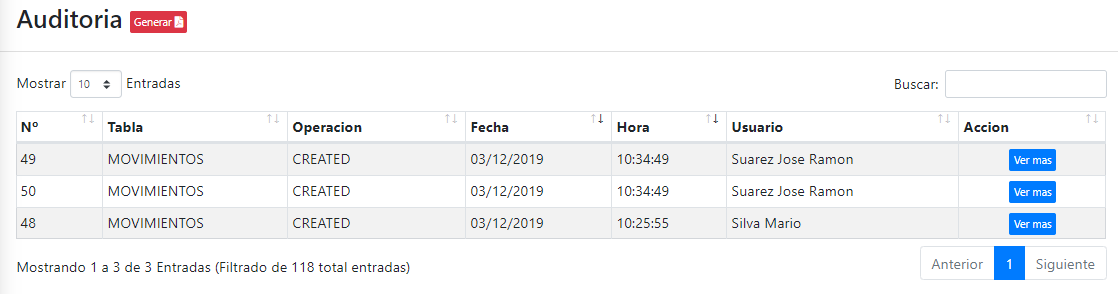 Auditoria Generar
Mostrar 10 Entradas Buscar:
Nº Tabla Operacion Fecha Hora Usuario Accion
49 MOVIMIENTOS CREATED 03/12/2019 10:34:49 Suarez Jose Ramon Ver mas
50 MOVIMIENTOS CREATED 03/12/2019 10:34:49 Suarez Jose Ramon Ver mas
48 MOVIMIENTOS CREATED 03/12/2019 10:25:55 Silva Mario Ver mas
Mostrando 1 a 3 de 3 Entradas (Filtrado de 118 total entradas) Anterior 1 Siguiente